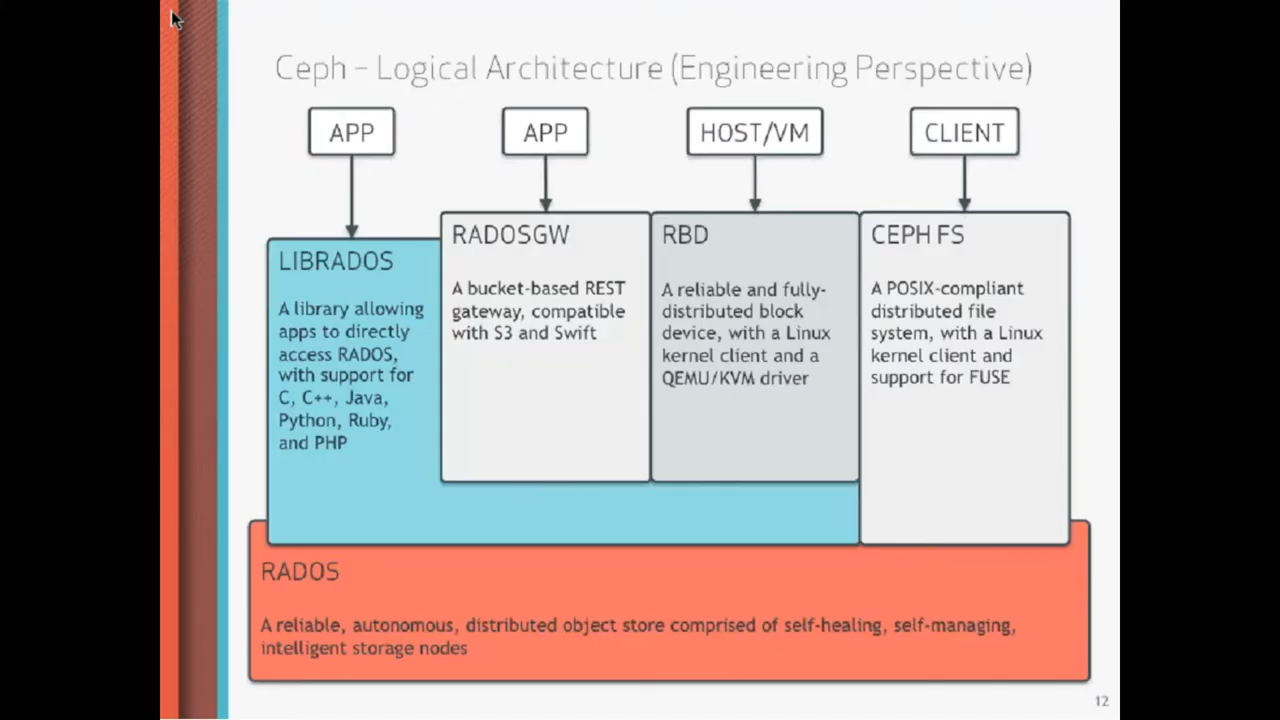 Ceph – Logical Architecture (Engineering Perspective)
APP
APP
HOST/VM
CLIENT
LIBRADOS
A library allowing
apps to directly
access RADOS,
with support for
C, C++, Java,
Python, Ruby,
and PHP
RADOSGW
A bucket-based REST
gateway, compatible
with S3 and Swift
RBD
A reliable and fully-
distributed block
device, with a Linux
kernel client and a
QEMU/KVM driver
CEPH FS
A POSIX-compliant
distributed file
system, with a Linux
kernel client and
support for FUSE
RADOS
A reliable, autonomous, distributed object store comprised of self-healing, self-managing,
intelligent storage nodes
12